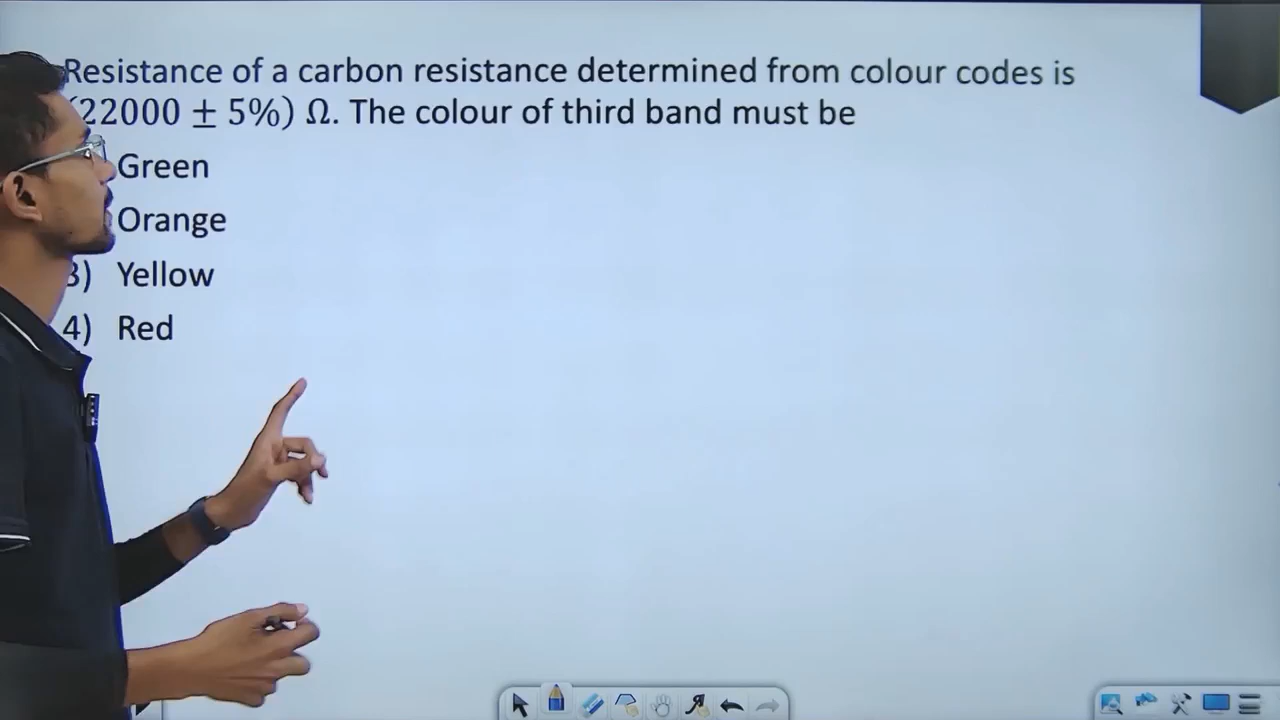 Resistance of a carbon resistance determined from colour codes is
(22000 ± 5%) Ω. The colour of third band must be
Green
Orange
3) Yellow
4) Red